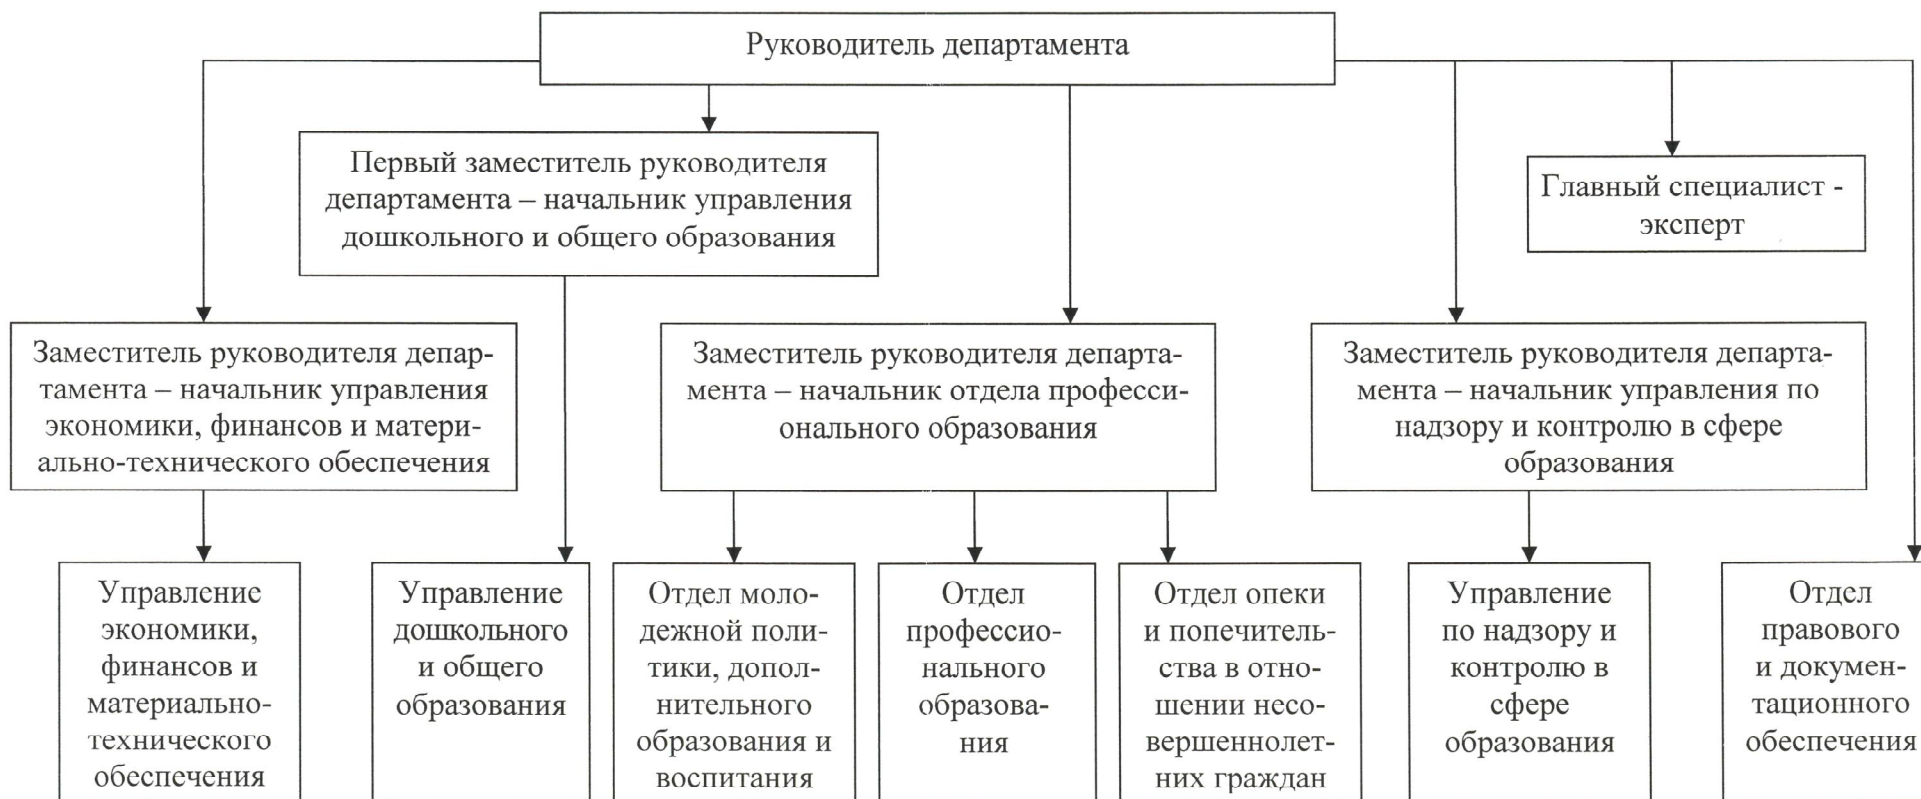 Руководитель департамента
Первый заместитель руководителя
департамента – начальник управления
дошкольного и общего образования
Главный специалист -
эксперт
Заместитель руководителя депар-
тамента – начальник управления
экономики, финансов и матери-
ально-технического обеспечения
Заместитель руководителя департа-
мента – начальник отдела професси-
онального образования
Заместитель руководителя департа-
мента – начальник управления по
надзору и контролю в сфере
образования
Управление
экономики,
финансов и
материально-
технического
обеспечения
Управление
дошкольного
и общего
образования
Отдел моло-
дежной поли-
тики, допол-
нительного
образования и
воспитания
Отдел
профессио-
нального
образова-
ния
Отдел опеки
и попечитель-
ства в отно-
шении несо-
вершеннолет-
них граждан
Управление
по надзору и
контролю в
сфере
образования
Отдел
правового
и докумен-
тационного
обеспечения